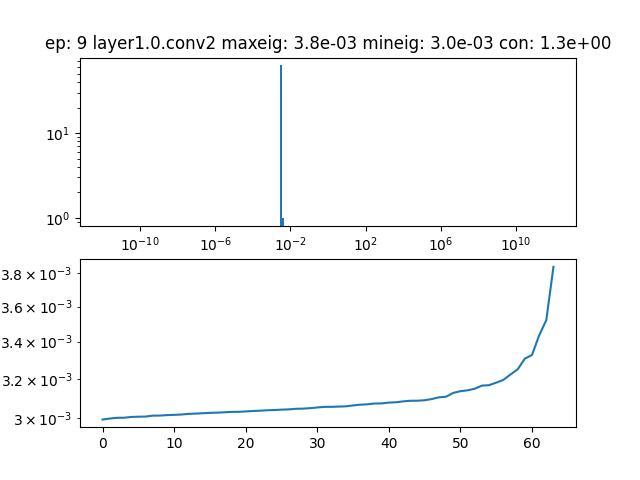 ep: 9 layer1.0.conv2 maxeig: 3.8e-03 mineig: 3.0e-03 con: 1.3e+00
10¹
10⁰
10⁻¹⁰ 10⁻⁶ 10⁻² 10² 10⁶ 10¹⁰
3.8 × 10⁻³
3.6 × 10⁻³
3.4 × 10⁻³
3.2 × 10⁻³
3 × 10⁻³
0 10 20 30 40 50 60